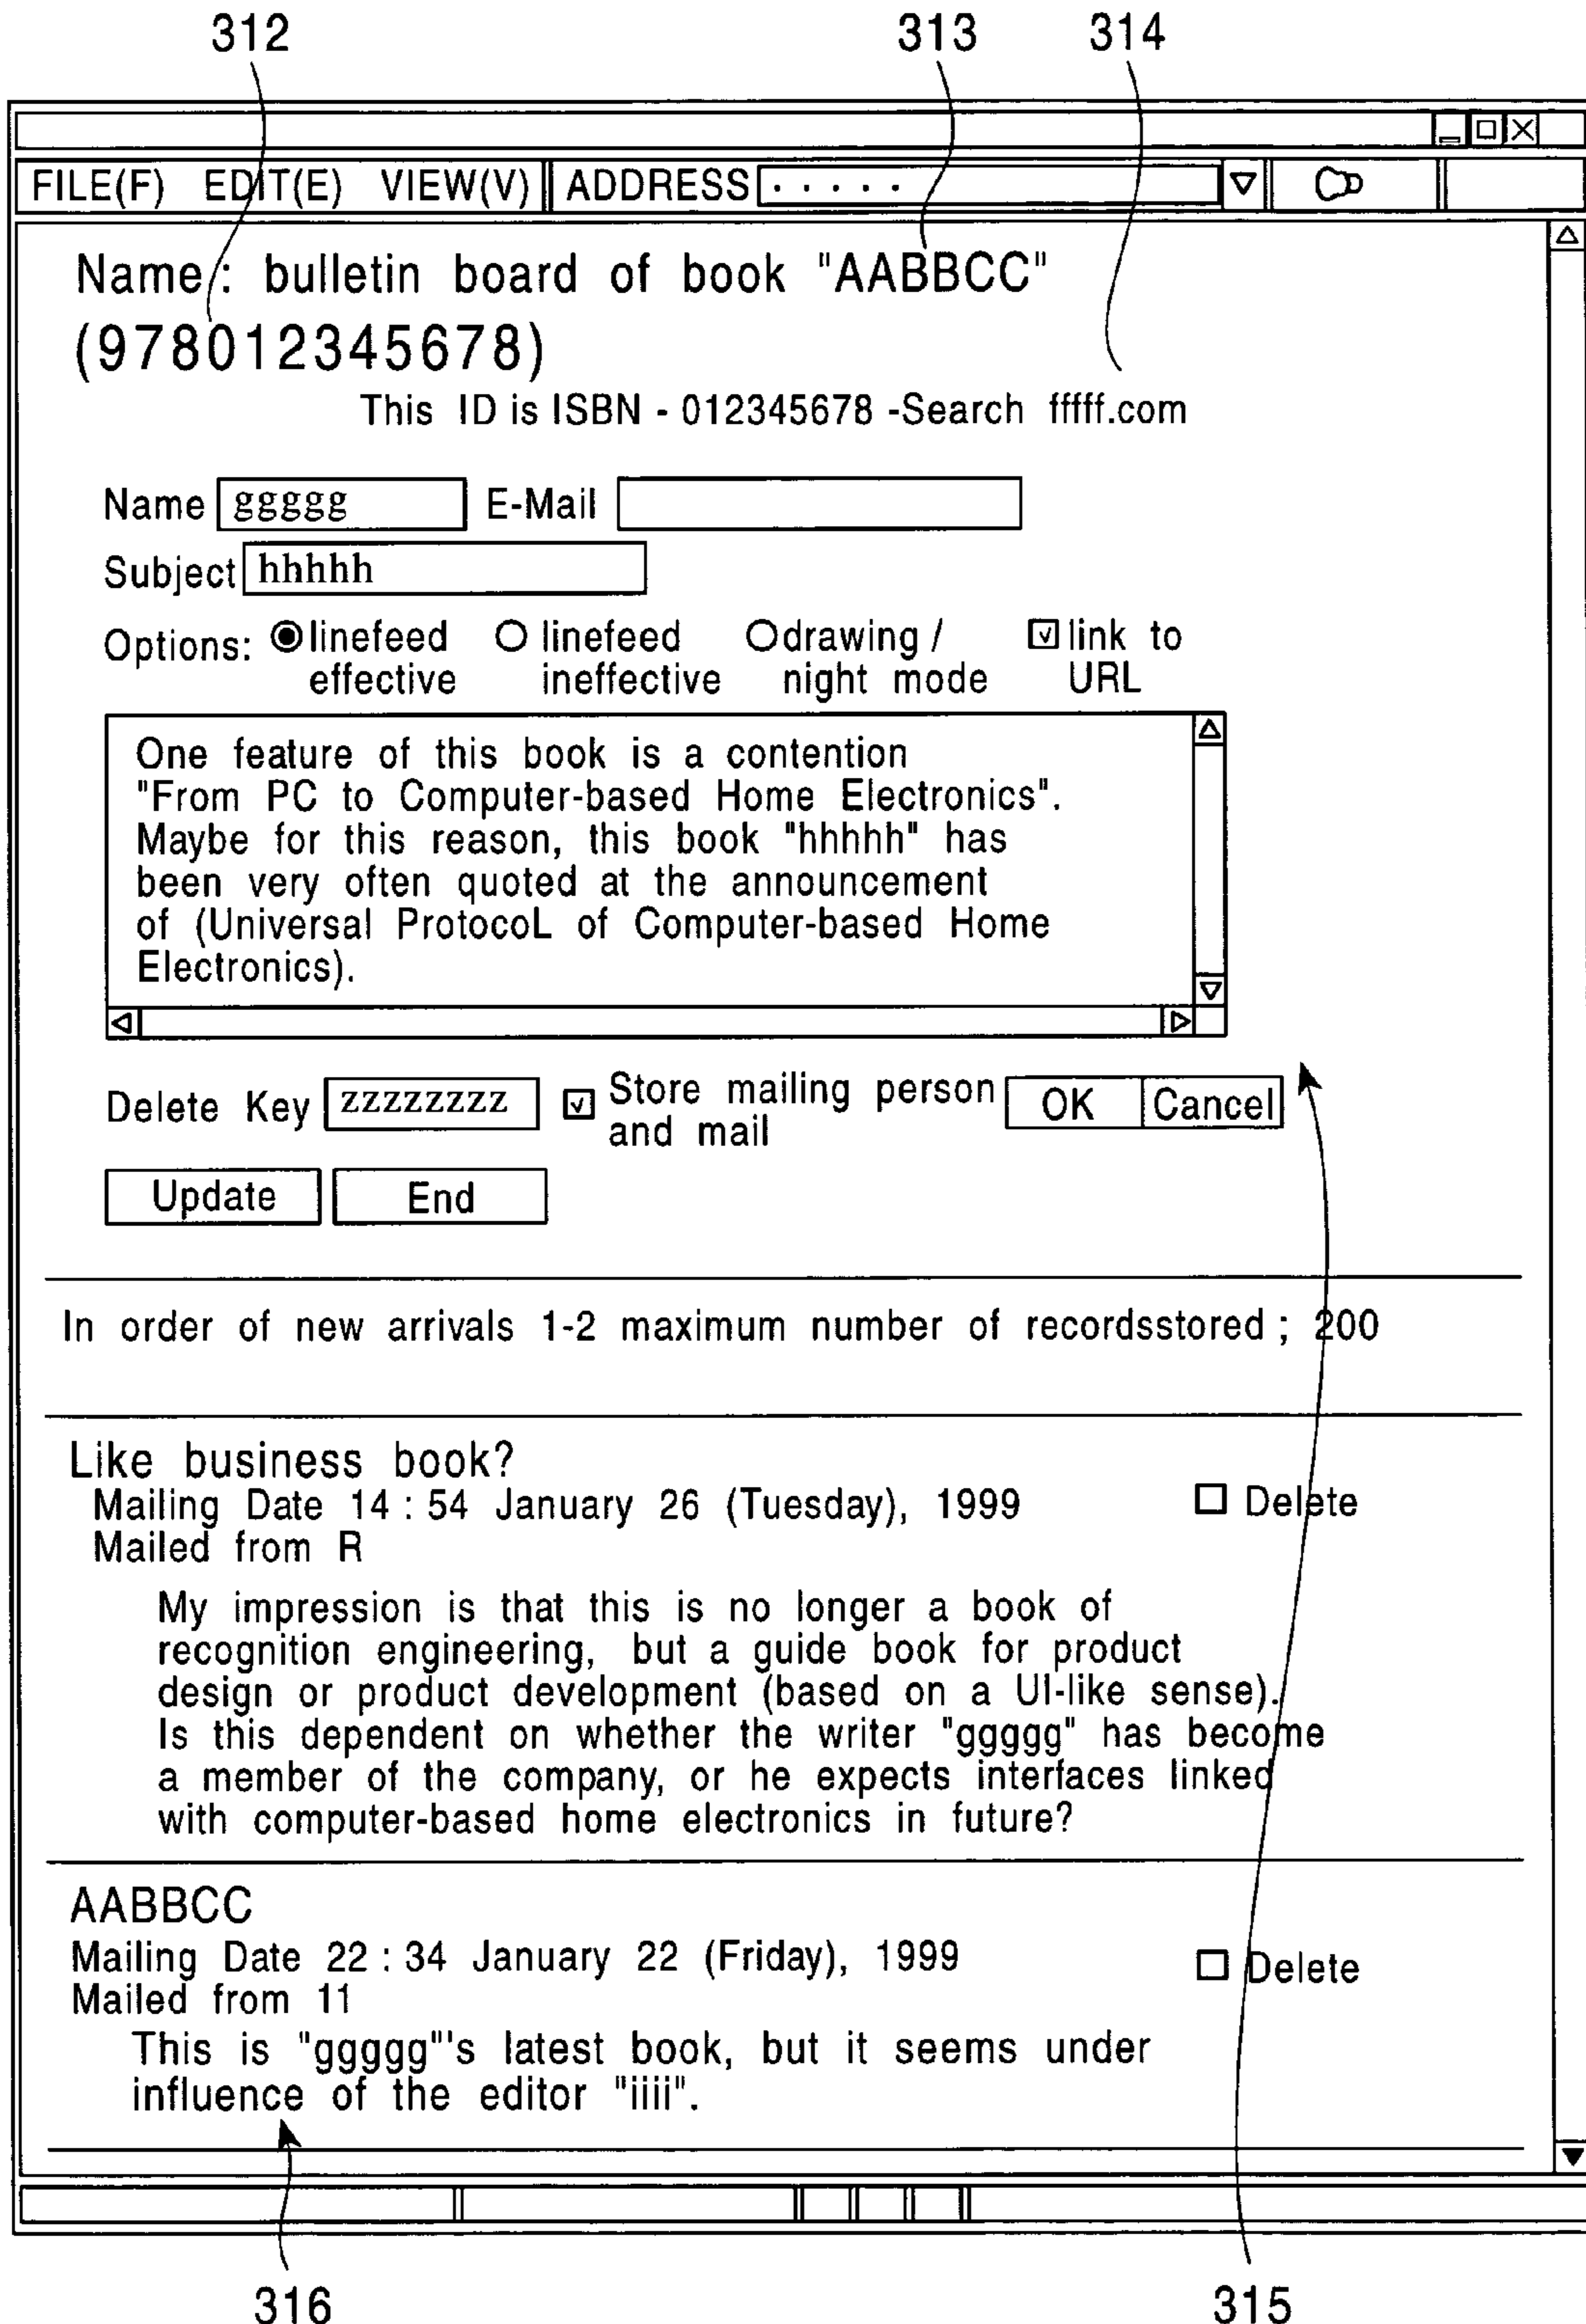 312 313 314
FILE(F) EDIT(E) VIEW(V) ADDRESS . . . . .
Name : bulletin board of book "AABBCC"
(978012345678)
This ID is ISBN - 012345678 -Search fffff.com
Name ggggg E-Mail
Subject hhhhh
Options: linefeed effective linefeed ineffective drawing / night mode link to URL
One feature of this book is a contention
"From PC to Computer-based Home Electronics".
Maybe for this reason, this book "hhhhh" has
been very often quoted at the announcement
of (Universal ProtocoL of Computer-based Home
Electronics).
Delete Key zzzzzzzz Store mailing person and mail OK Cancel
Update End
In order of new arrivals 1-2 maximum number of recordsstored ; 200
Like business book?
Mailing Date 14 : 54 January 26 (Tuesday), 1999 Delete
Mailed from R
My impression is that this is no longer a book of
recognition engineering, but a guide book for product
design or product development (based on a UI-like sense).
Is this dependent on whether the writer "ggggg" has become
a member of the company, or he expects interfaces linked
with computer-based home electronics in future?
AABBCC
Mailing Date 22 : 34 January 22 (Friday), 1999 Delete
Mailed from 11
This is "ggggg"'s latest book, but it seems under
influence of the editor "iiii".
316 315